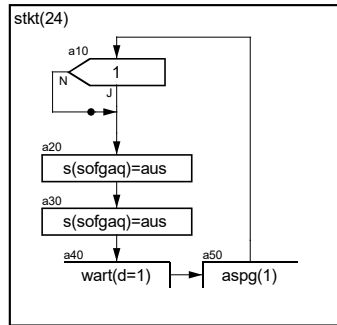 stkt(24)
a10
1
N
J
a20
s(sofgaq)=aus
a30
s(sofgaq)=aus
a40
wart(d=1)
a50
aspg(1)